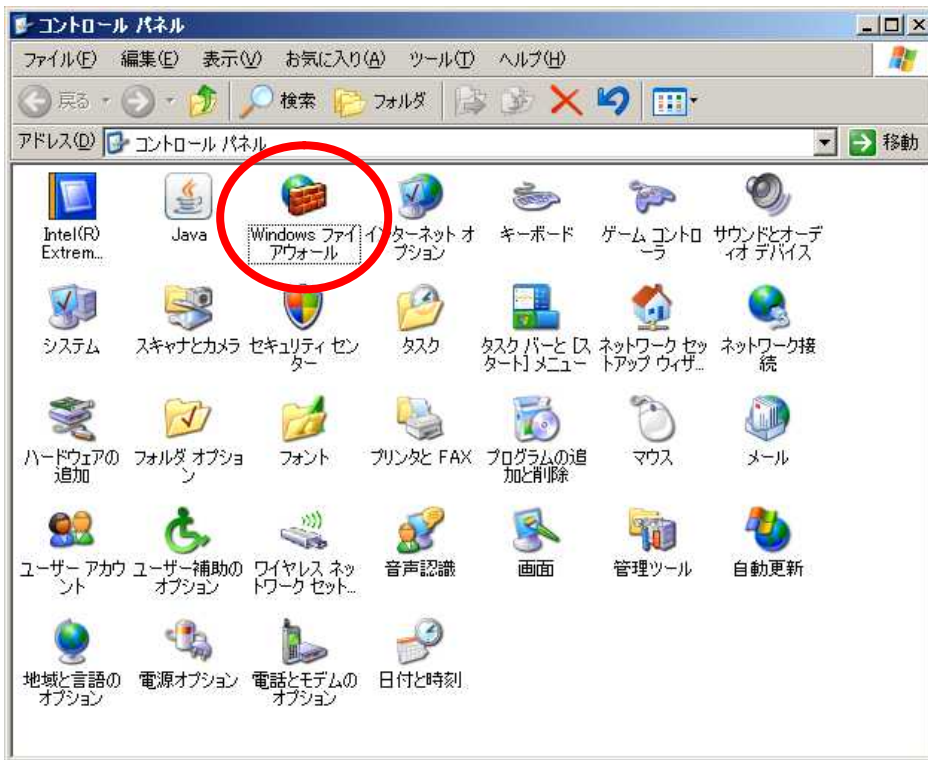 コントロール パネル
ファイル(F) 編集(E) 表示(V) お気に入り(A) ツール(T) ヘルプ(H)
戻る 検索 フォルダ
アドレス(D) コントロール パネル 移動
Intel(R)
Extrem...
Java
Windows ファイ
アウォール
インターネット オ
プション
キーボード
ゲーム コントロ
ーラ
サウンドとオーデ
ィオ デバイス
システム
スキャナとカメラ
セキュリティ セン
ター
タスク
タスク バーと [ス
タート] メニュー
ネットワーク セッ
トアップ ウィザ...
ネットワーク接
続
ハードウェアの
追加
フォルダ オプショ
ン
フォント
プリンタと FAX
プログラムの追
加と削除
マウス
メール
ユーザー アカウ
ント
ユーザー補助の
オプション
ワイヤレス ネッ
トワーク セット...
音声認識
画面
管理ツール
自動更新
地域と言語の
オプション
電源オプション
電話とモデムの
オプション
日付と時刻